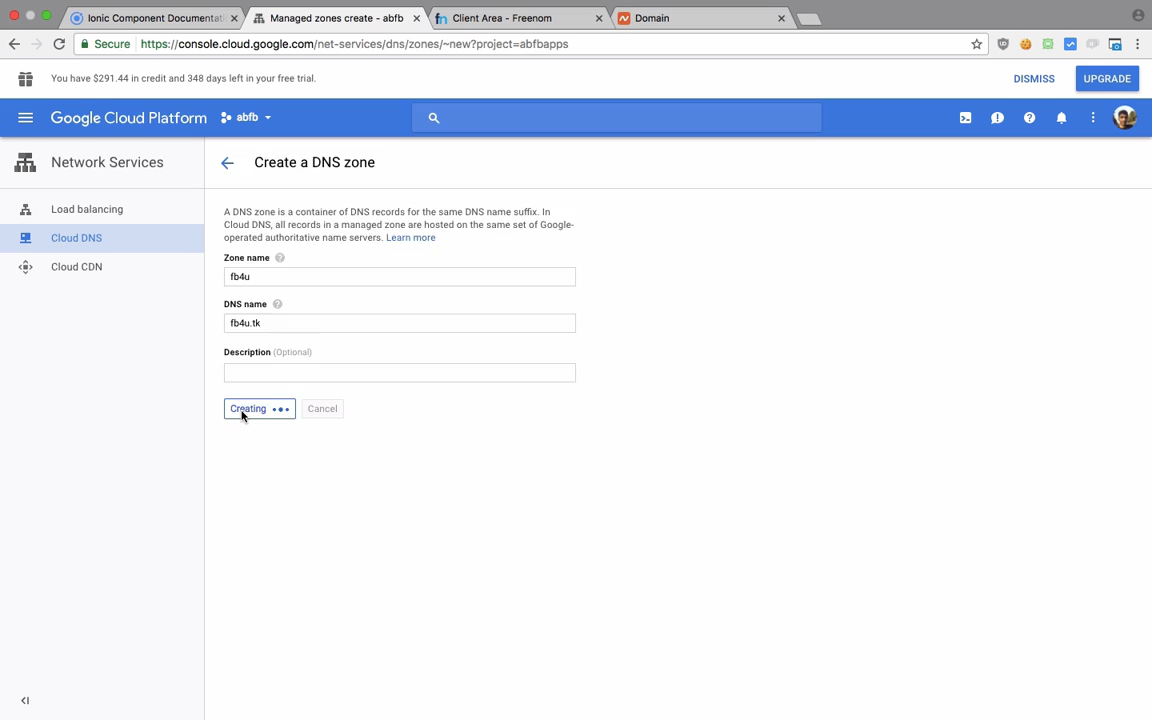 Ionic Component Documentati
Managed zones create - abfb
Client Area - Freenom
Domain
Secure
https://console.cloud.google.com/net-services/dns/zones/~new?project=abfbapps
You have $291.44 in credit and 348 days left in your free trial.
DISMISS
UPGRADE
Google Cloud Platform
abfb
Network Services
Create a DNS zone
Load balancing
Cloud DNS
Cloud CDN
A DNS zone is a container of DNS records for the same DNS name suffix. In
Cloud DNS, all records in a managed zone are hosted on the same set of Google-
operated authoritative name servers. Learn more
Zone name
fb4u
DNS name
fb4u.tk
Description (Optional)
Creating
Cancel